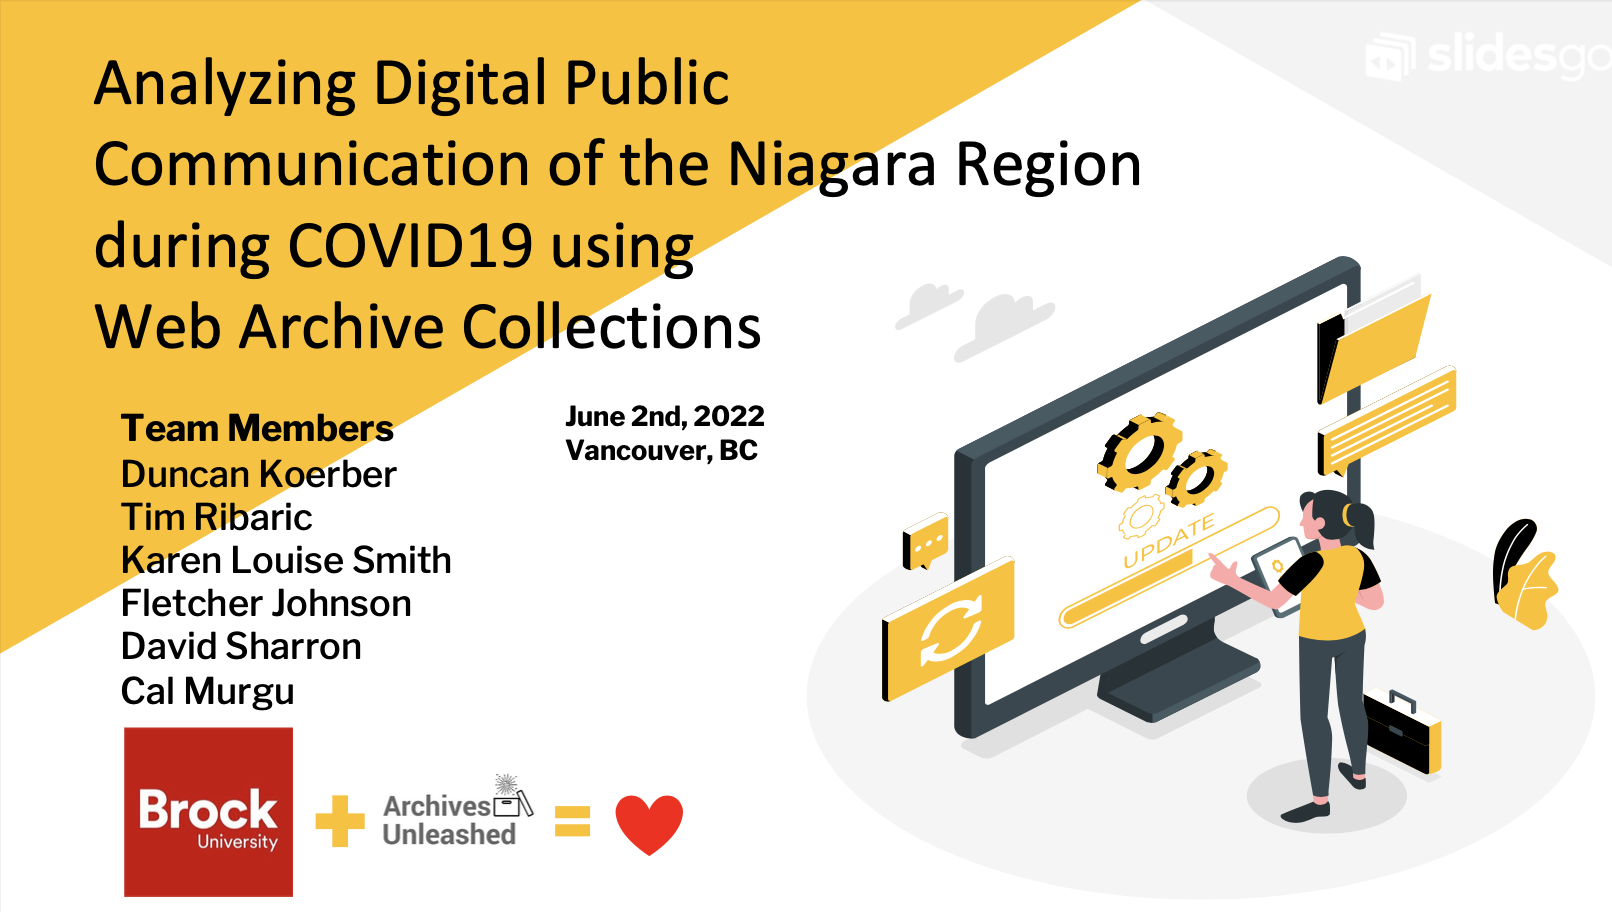 slidesgo
Analyzing Digital Public
Communication of the Niagara Region
during COVID19 using
Web Archive Collections
Team Members
Duncan Koerber
Tim Ribaric
Karen Louise Smith
Fletcher Johnson
David Sharron
Cal Murgu
June 2nd, 2022
Vancouver, BC
UPDATE
Brock
University
Archives
Unleashed